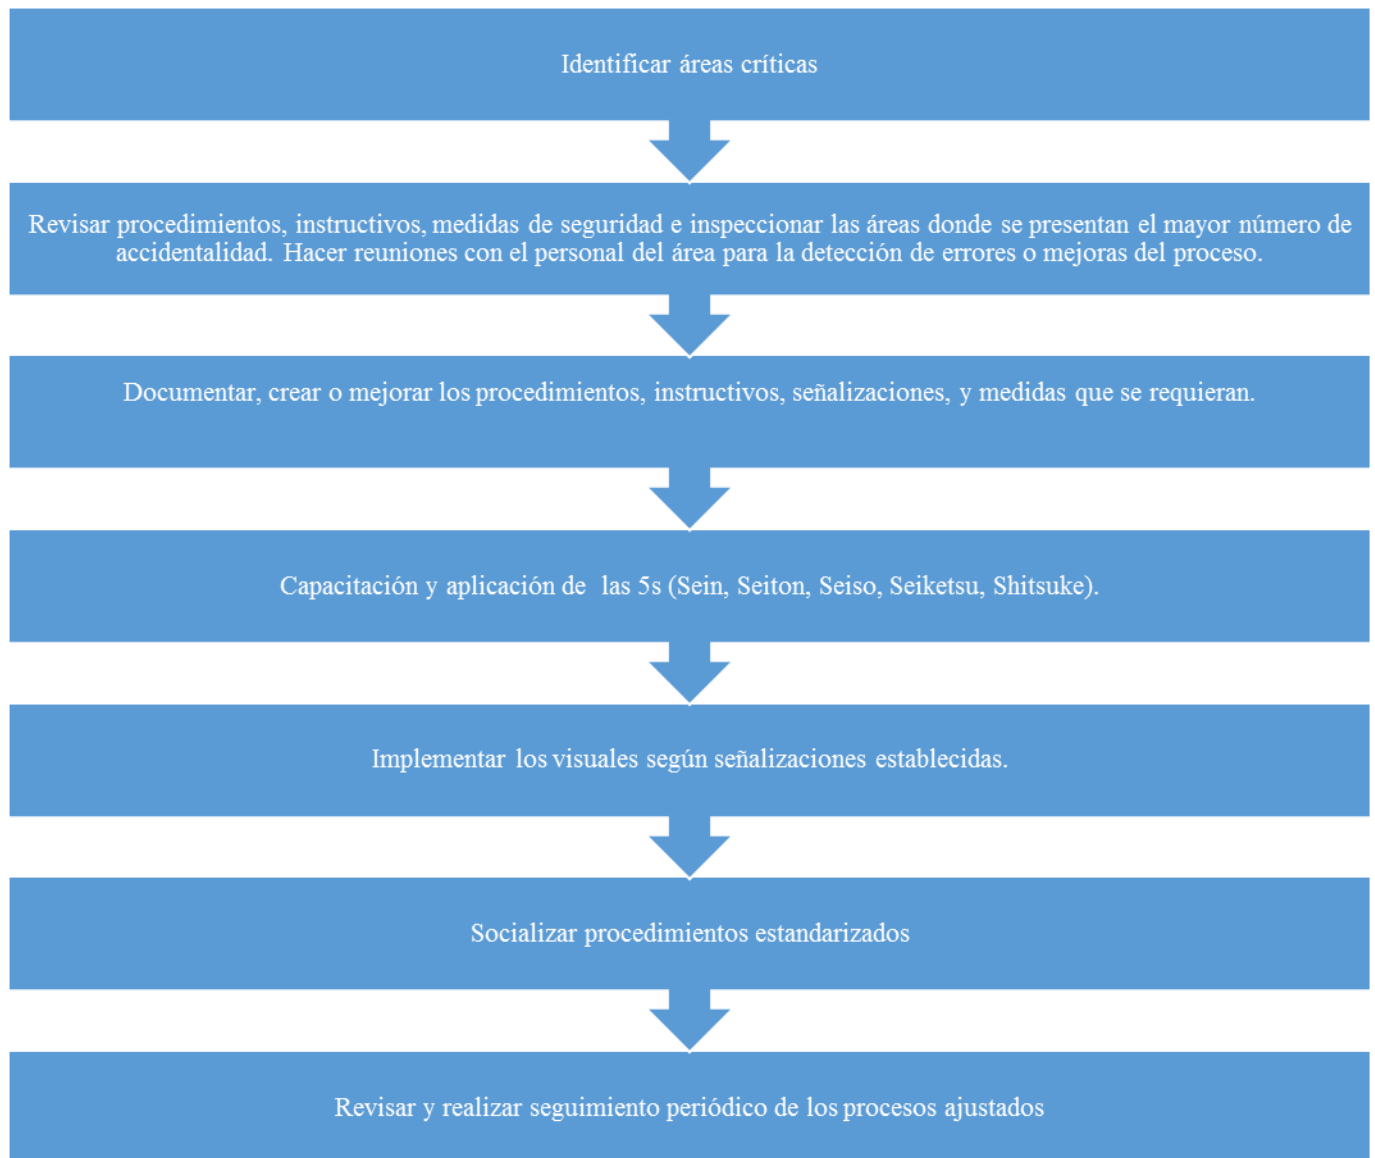 Identificar áreas críticas
Revisar procedimientos, instructivos, medidas de seguridad e inspeccionar las áreas donde se presentan el mayor número de
accidentalidad. Hacer reuniones con el personal del área para la detección de errores o mejoras del proceso.
Documentar, crear o mejorar los procedimientos, instructivos, señalizaciones, y medidas que se requieran.
Capacitación y aplicación de las 5s (Sein, Seiton, Seiso, Seiketsu, Shitsuke).
Implementar los visuales según señalizaciones establecidas.
Socializar procedimientos estandarizados
Revisar y realizar seguimiento periódico de los procesos ajustados